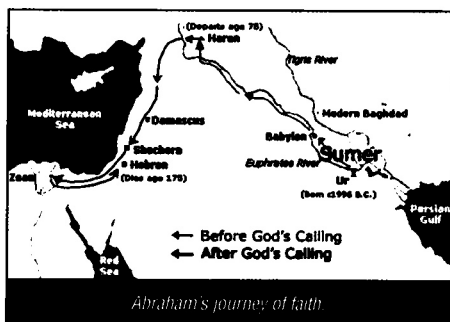 (Departs age 75)
Haran
Tigris River
Mediterranean
Sea
Damascus
Modern Baghdad
Babylon
Sumer
Shechem
Hebron
Euphrates River
Zoan
(Dies age 175)
Ur
(Born c1996 B.C.)
Persian
Gulf
Before God's Calling
After God's Calling
Red
Sea
Abraham's journey of faith.